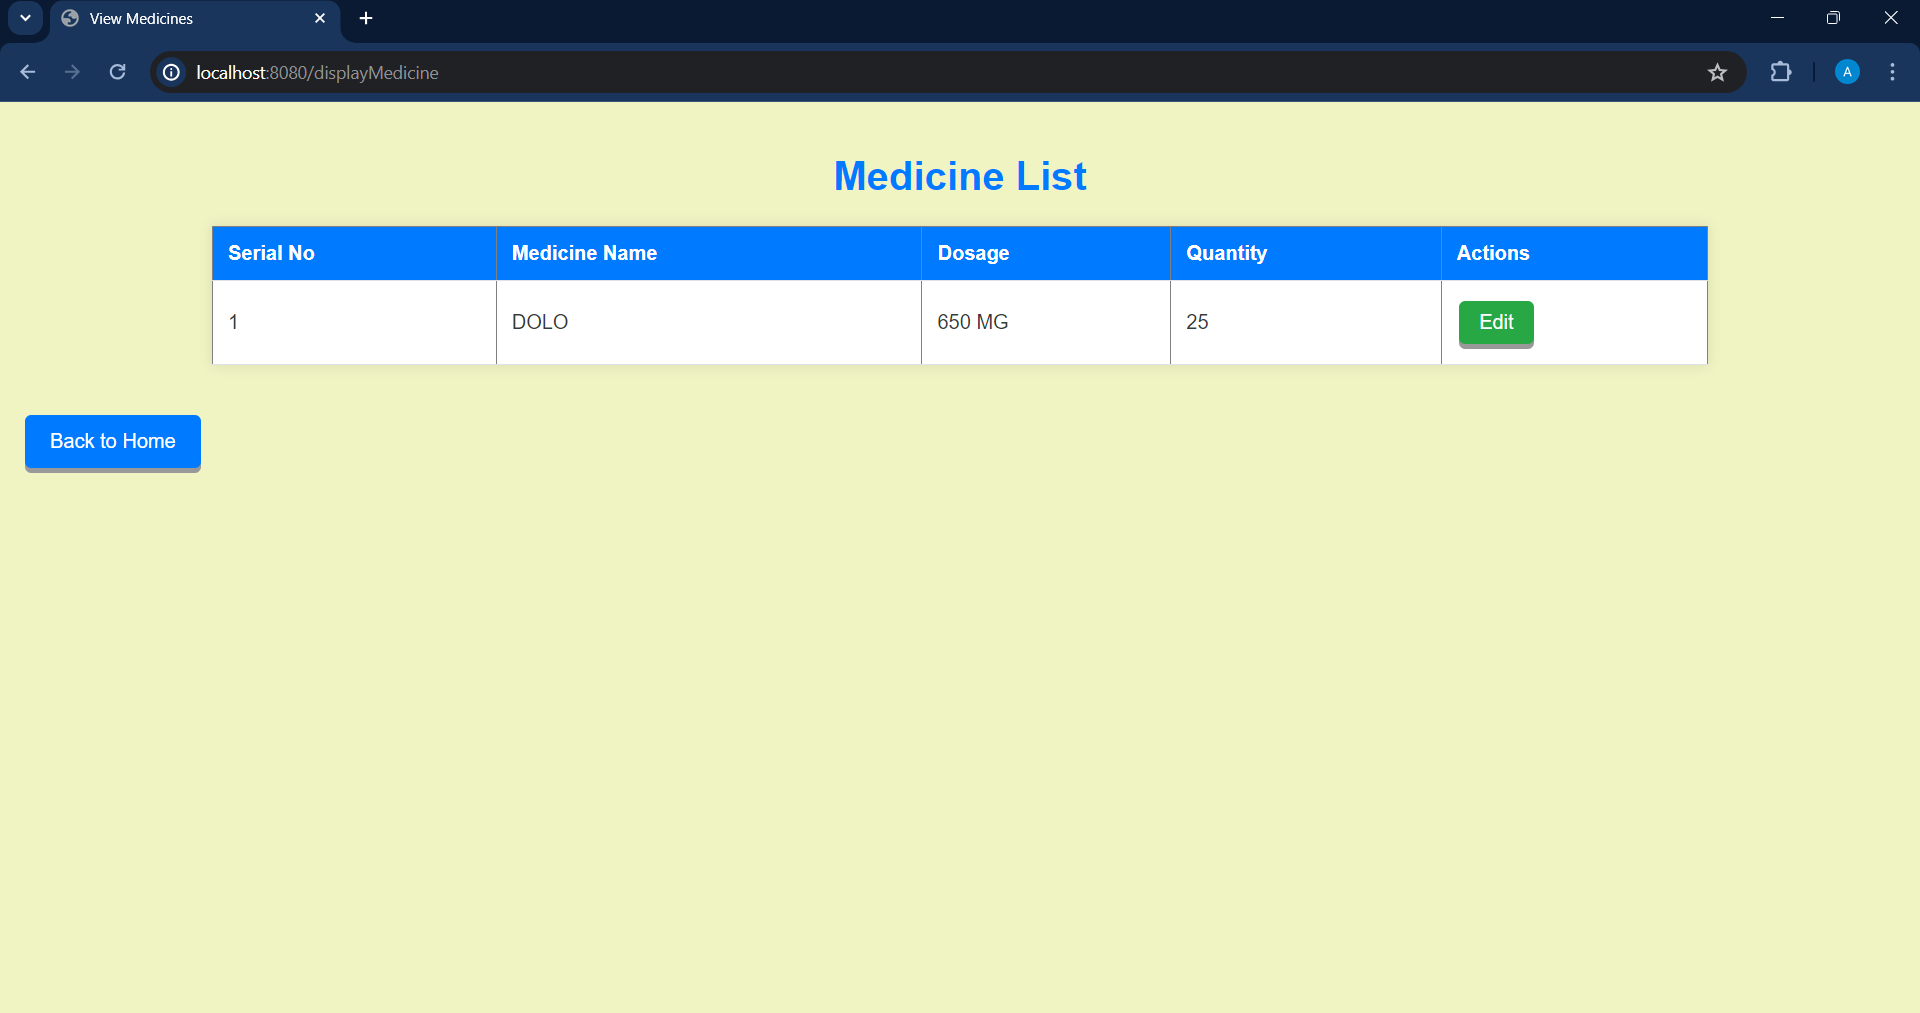 View Medicines
localhost:8080/displayMedicine
A
Medicine List
Serial No Medicine Name Dosage Quantity Actions
1 DOLO 650 MG 25 Edit
Back to Home